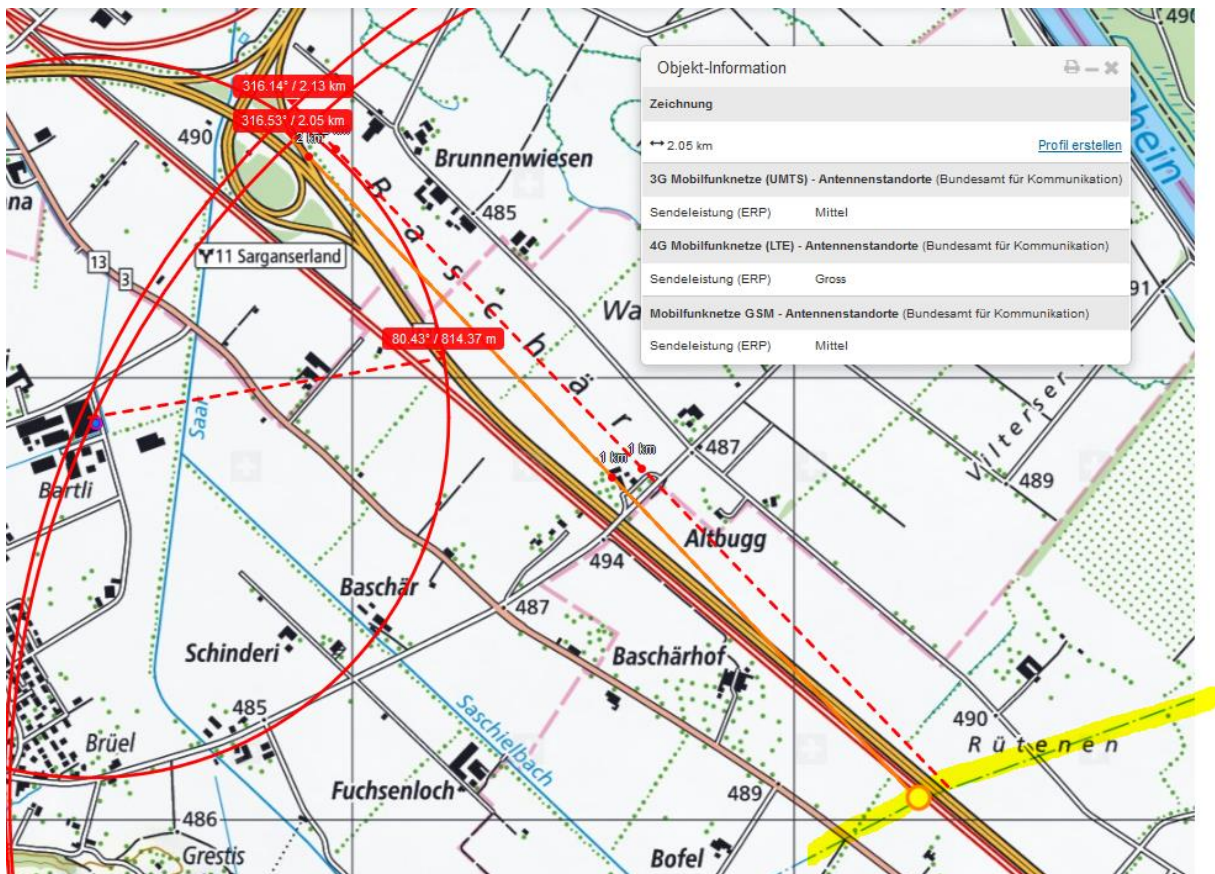 490
316.14° / 2.13 km
316.53° / 2.05 km
490
2 km
Brunnenwiesen
485
Y 11 Sarganserland
13
3
Baschär
80.43° / 814.37 m
Saar
Bartli
1 km
1 km
487
Altbugg
494
Vilterser
489
91
Baschär
487
Schinderi
Baschärhof
485
Saschielbach
490
Rütenen
Brüel
Fuchsenloch
489
486
Grestis
Bofel
Objekt-Information
Zeichnung
2.05 km
Profil erstellen
3G Mobilfunknetze (UMTS) - Antennenstandorte (Bundesamt für Kommunikation)
Sendeleistung (ERP) Mittel
4G Mobilfunknetze (LTE) - Antennenstandorte (Bundesamt für Kommunikation)
Sendeleistung (ERP) Gross
Mobilfunknetze GSM - Antennenstandorte (Bundesamt für Kommunikation)
Sendeleistung (ERP) Mittel